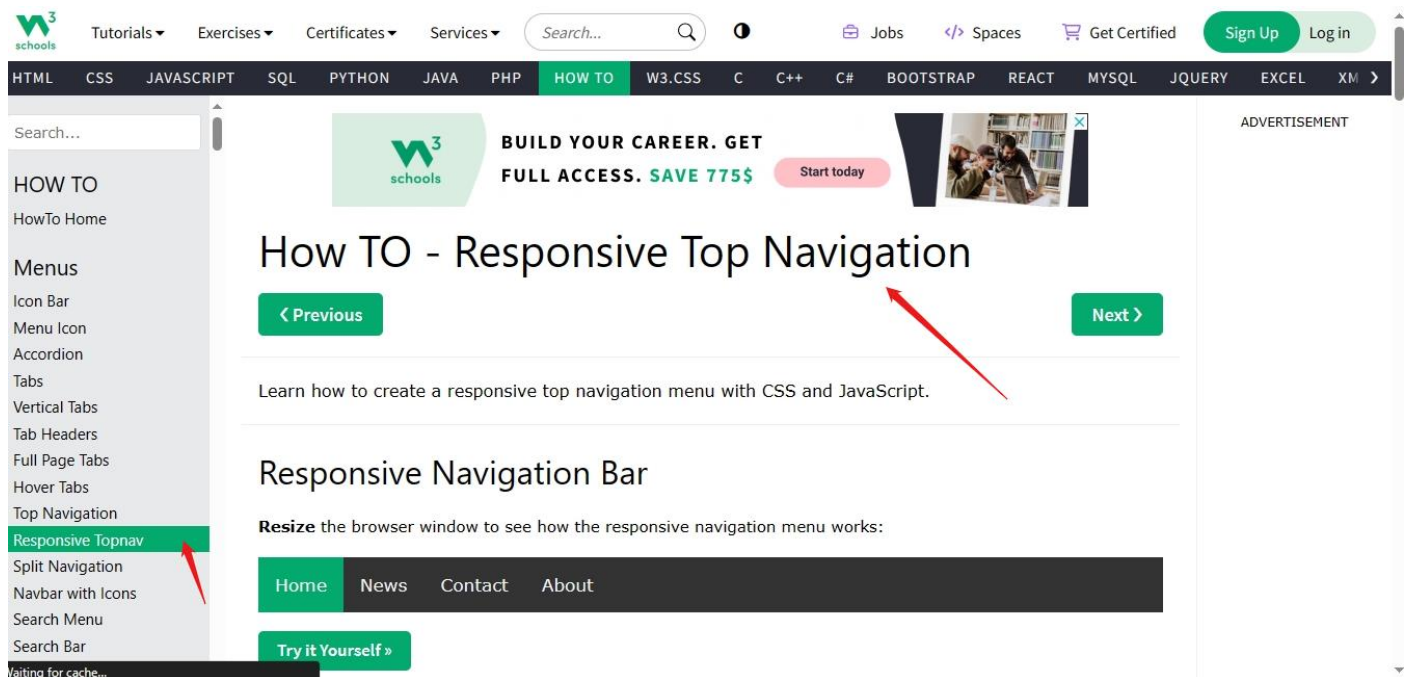 W3 schools
Tutorials Exercises Certificates Services Search... Jobs </> Spaces Get Certified Sign Up Log in
HTML CSS JAVASCRIPT SQL PYTHON JAVA PHP HOW TO W3.CSS C C++ C# BOOTSTRAP REACT MYSQL JQUERY EXCEL XM ❯
Search...
HOW TO
HowTo Home
Menus
Icon Bar
Menu Icon
Accordion
Tabs
Vertical Tabs
Tab Headers
Full Page Tabs
Hover Tabs
Top Navigation
Responsive Topnav
Split Navigation
Navbar with Icons
Search Menu
Search Bar
Waiting for cache...
W3 schools
BUILD YOUR CAREER. GET
FULL ACCESS. SAVE 775$
Start today
ADVERTISEMENT
How TO - Responsive Top Navigation
❮ Previous
Next ❯
Learn how to create a responsive top navigation menu with CSS and JavaScript.
Responsive Navigation Bar
Resize the browser window to see how the responsive navigation menu works:
Home News Contact About
Try it Yourself »